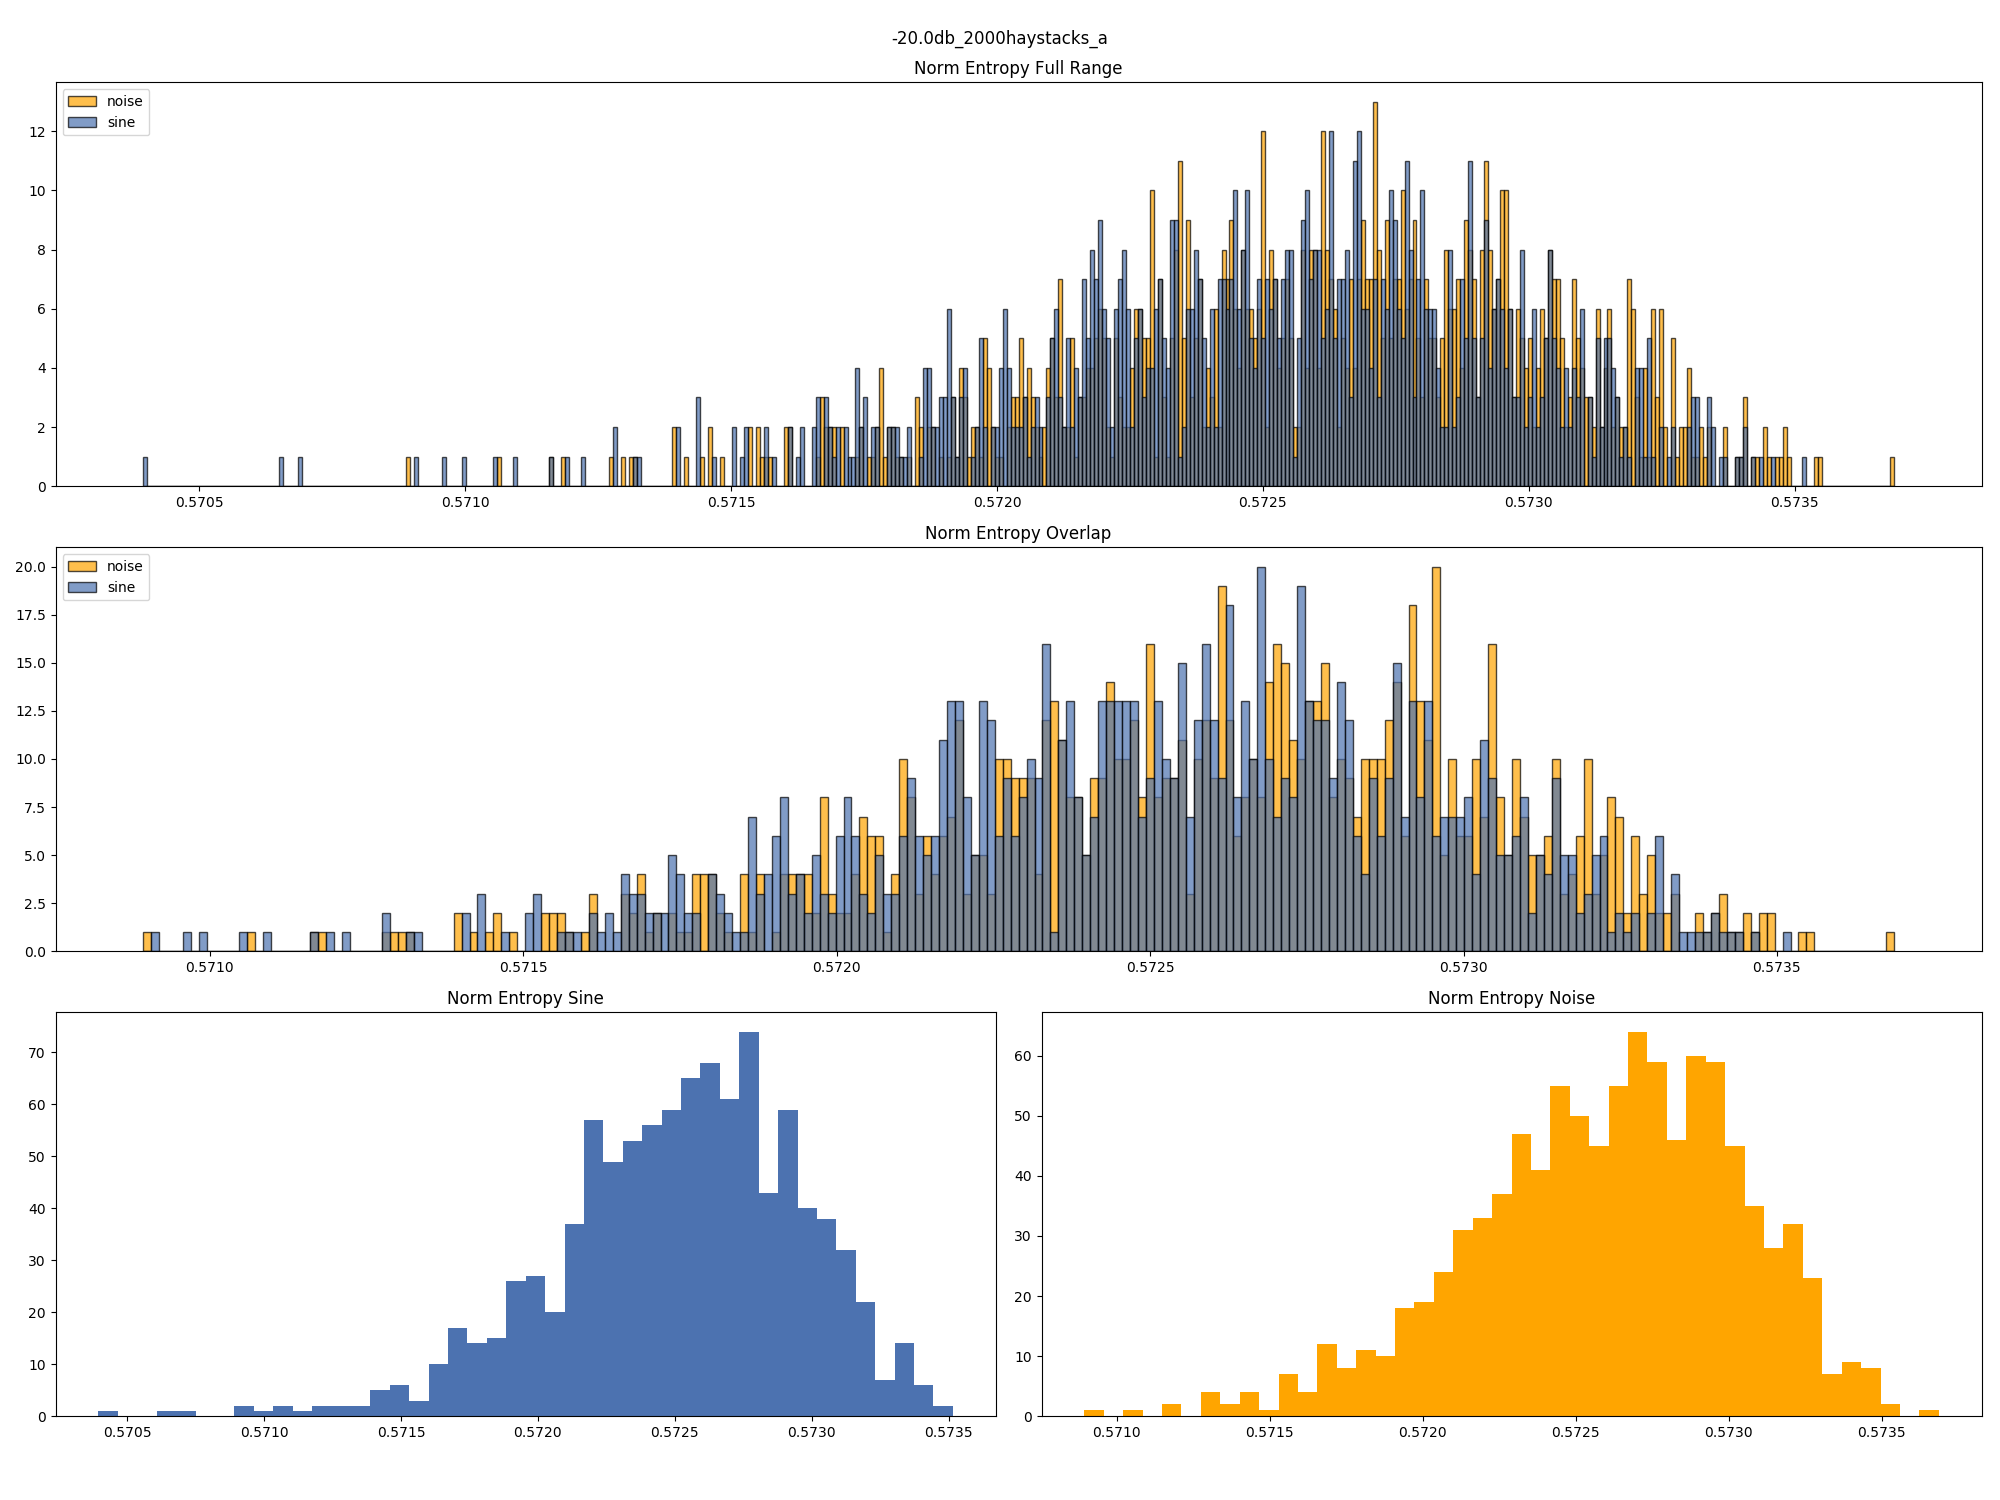 -20.0db_2000haystacks_a
Norm Entropy Full Range
noise
sine
12
10
8
6
4
2
0
0.5705 0.5710 0.5715 0.5720 0.5725 0.5730 0.5735
Norm Entropy Overlap
noise
sine
20.0
17.5
15.0
12.5
10.0
7.5
5.0
2.5
0.0
0.5710 0.5715 0.5720 0.5725 0.5730 0.5735
Norm Entropy Sine
70
60
50
40
30
20
10
0
0.5705 0.5710 0.5715 0.5720 0.5725 0.5730 0.5735
Norm Entropy Noise
60
50
40
30
20
10
0
0.5710 0.5715 0.5720 0.5725 0.5730 0.5735